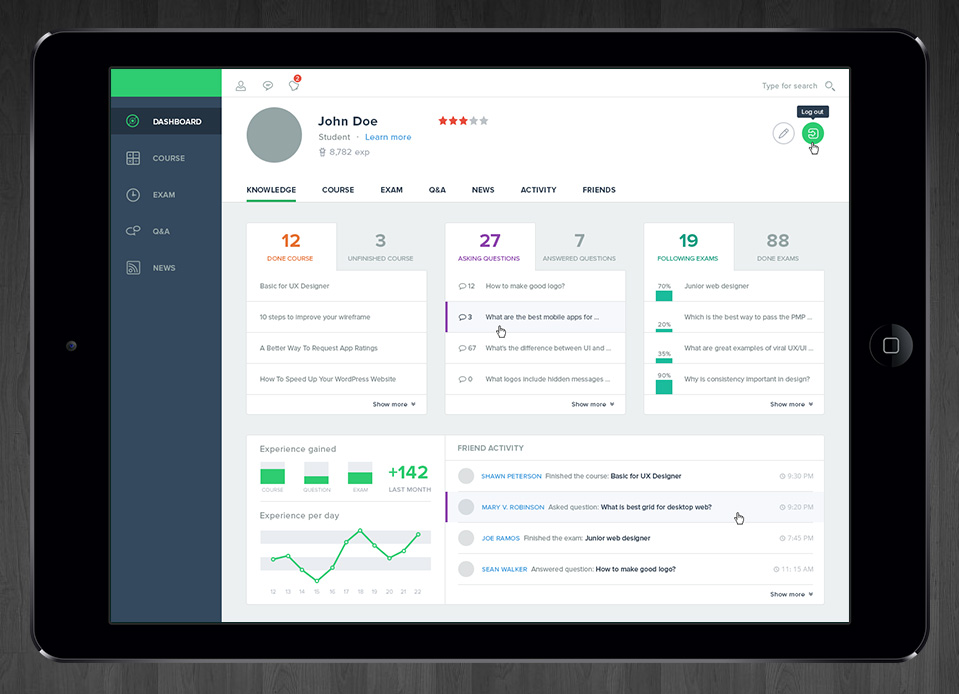 2
Type for search
DASHBOARD
COURSE
EXAM
Q&A
NEWS
John Doe
Student · Learn more
8,782 exp
Log out
KNOWLEDGE COURSE EXAM Q&A NEWS ACTIVITY FRIENDS
12
DONE COURSE
3
UNFINISHED COURSE
Basic for UX Designer
10 steps to improve your wireframe
A Better Way To Request App Ratings
How To Speed Up Your WordPress Website
Show more
27
ASKING QUESTIONS
7
ANSWERED QUESTIONS
12 How to make good logo?
3 What are the best mobile apps for ...
67 What's the difference between UI and ...
0 What logos include hidden messages ...
Show more
19
FOLLOWING EXAMS
88
DONE EXAMS
70% Junior web designer
20% Which is the best way to pass the PMP ...
35% What are great examples of viral UX/UI ...
90% Why is consistency important in design?
Show more
Experience gained
COURSE QUESTION EXAM
+142
LAST MONTH
Experience per day
12 13 14 15 16 17 18 19 20 21 22
FRIEND ACTIVITY
SHAWN PETERSON Finished the course: Basic for UX Designer 9:30 PM
MARY V. ROBINSON Asked question: What is best grid for desktop web? 9:20 PM
JOE RAMOS Finished the exam: Junior web designer 7:45 PM
SEAN WALKER Answered question: How to make good logo? 11: 15 AM
Show more